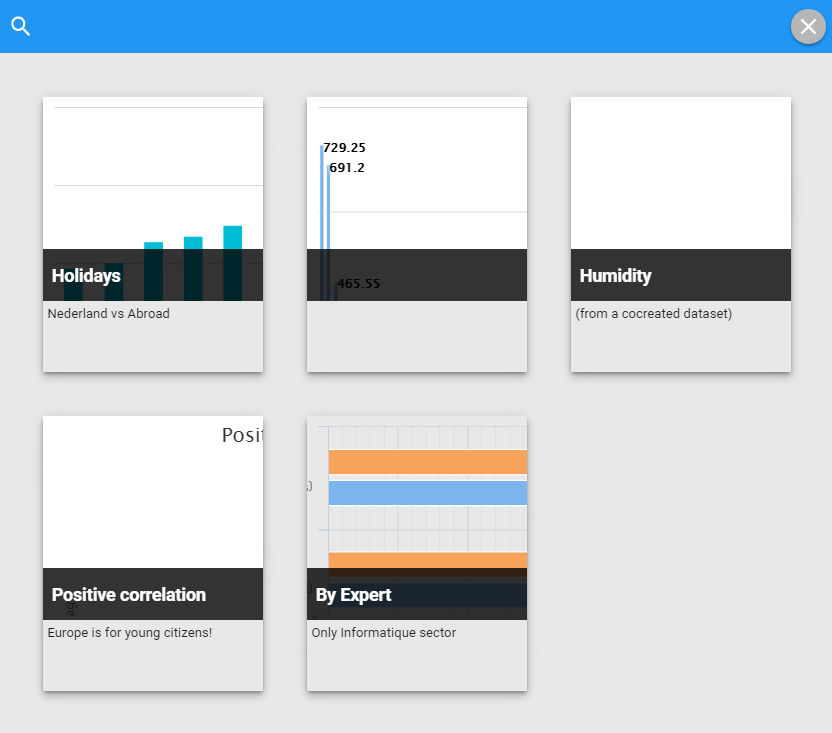 729.25
691.2
465.55
Holidays
Humidity
Nederland vs Abroad
(from a cocreated dataset)
Posit
Positive correlation
By Expert
Europe is for young citizens!
Only Informatique sector